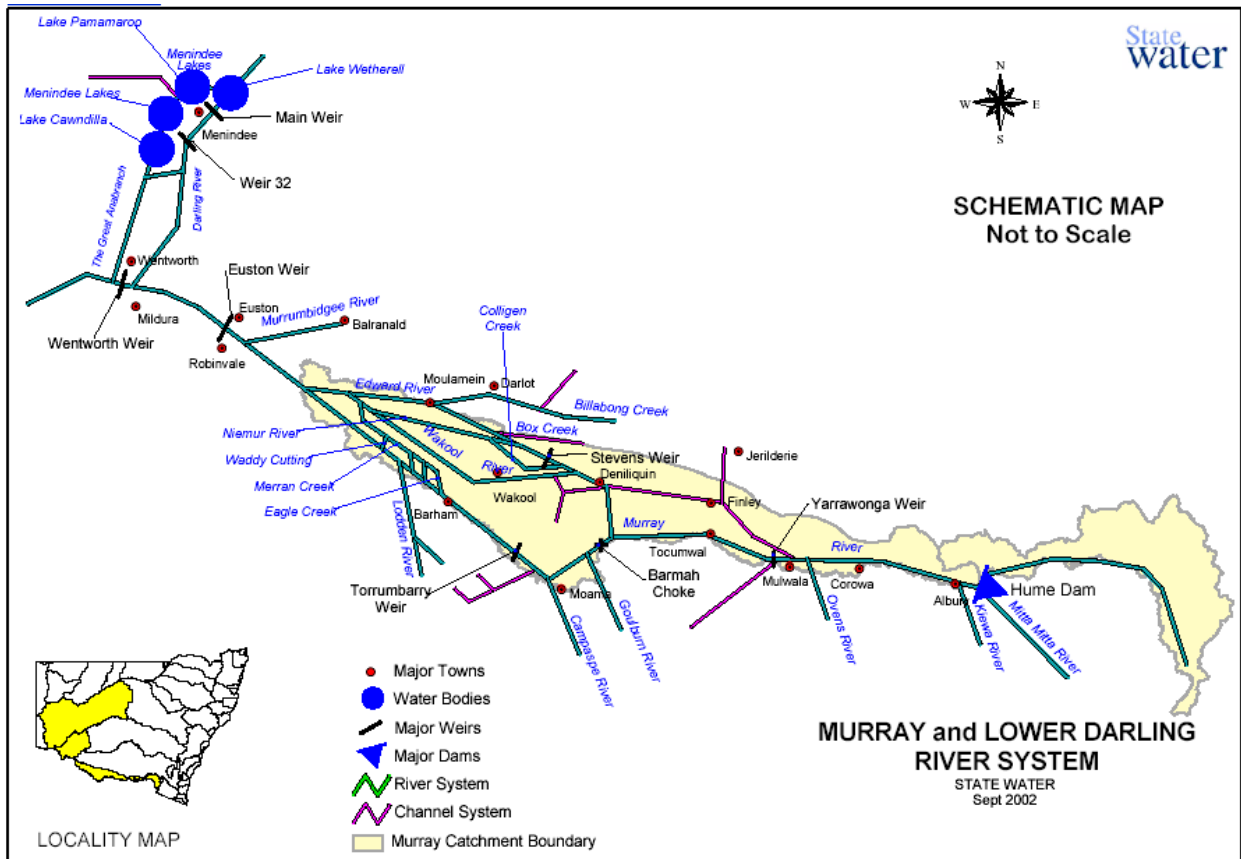 Lake Pamamaroo
Menindee
Lakes
Lake Wetherell
State
water
Menindee Lakes
Lake Cawndilla
Main Weir
Menindee
Weir 32
N
W
E
S
SCHEMATIC MAP
Not to Scale
The Great Anabranch
Darling River
Wentworth
Euston Weir
Mildura
Euston
Murrumbidgee River
Balranald
Colligen
Creek
Wentworth Weir
Robinvale
Moulamein
Darlot
Edward River
Billabong Creek
Niemur River
Box Creek
Waddy Cutting
Wakool
River
Stevens Weir
Jerilderie
Merran Creek
Deniliquin
Wakool
Eagle Creek
Finley
Yarrawonga Weir
Barham
Lodden River
Murray
River
Tocumwal
Torrumbarry
Weir
Moama
Barmah
Choke
Mulwala
Corowa
Albury
Hume Dam
Campaspe River
Goulburn River
Ovens River
Kiewa River
Mitta Mitta River
Major Towns
Water Bodies
Major Weirs
Major Dams
River System
Channel System
Murray Catchment Boundary
MURRAY and LOWER DARLING
RIVER SYSTEM
STATE WATER
Sept 2002
LOCALITY MAP